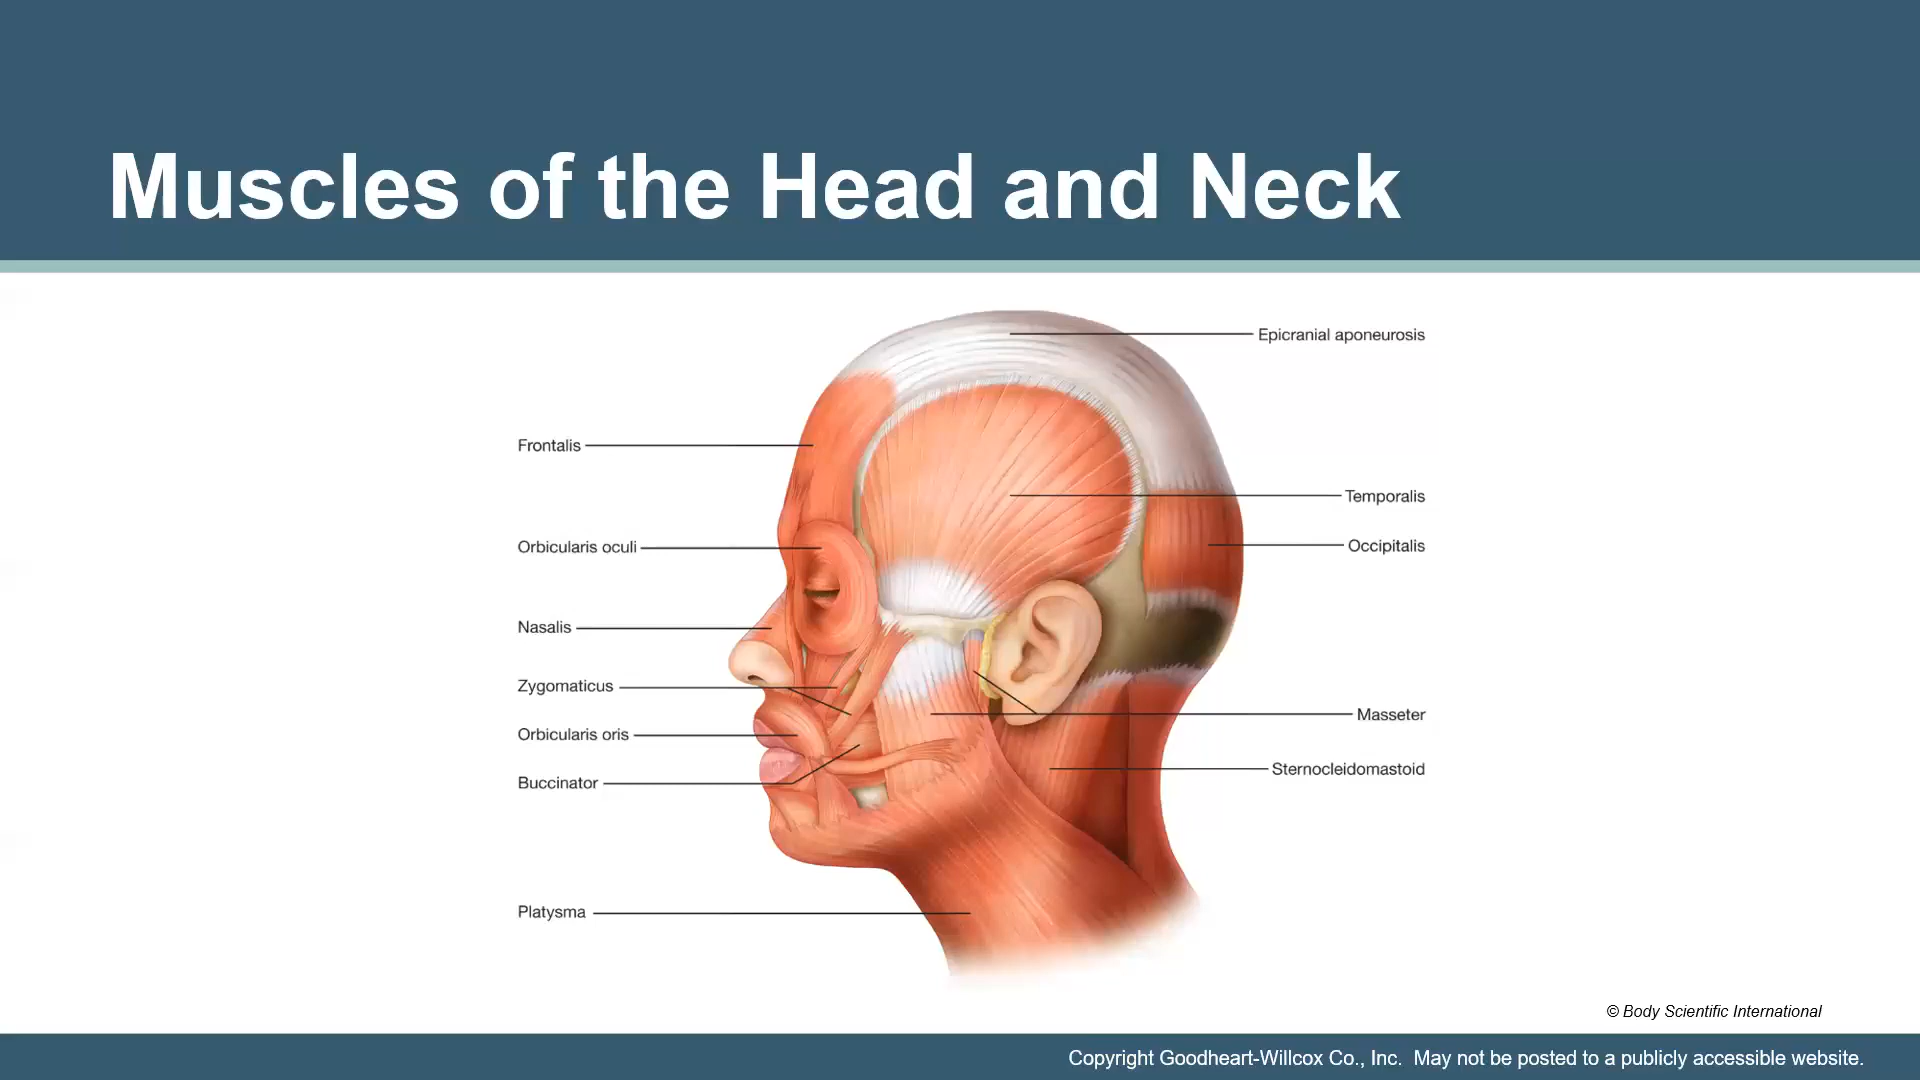 Muscles of the Head and Neck
Epicranial aponeurosis
Frontalis
Temporalis
Orbicularis oculi
Occipitalis
Nasalis
Zygomaticus
Masseter
Orbicularis oris
Sternocleidomastoid
Buccinator
Platysma
© Body Scientific International
Copyright Goodheart-Willcox Co., Inc.  May not be posted to a publicly accessible website.